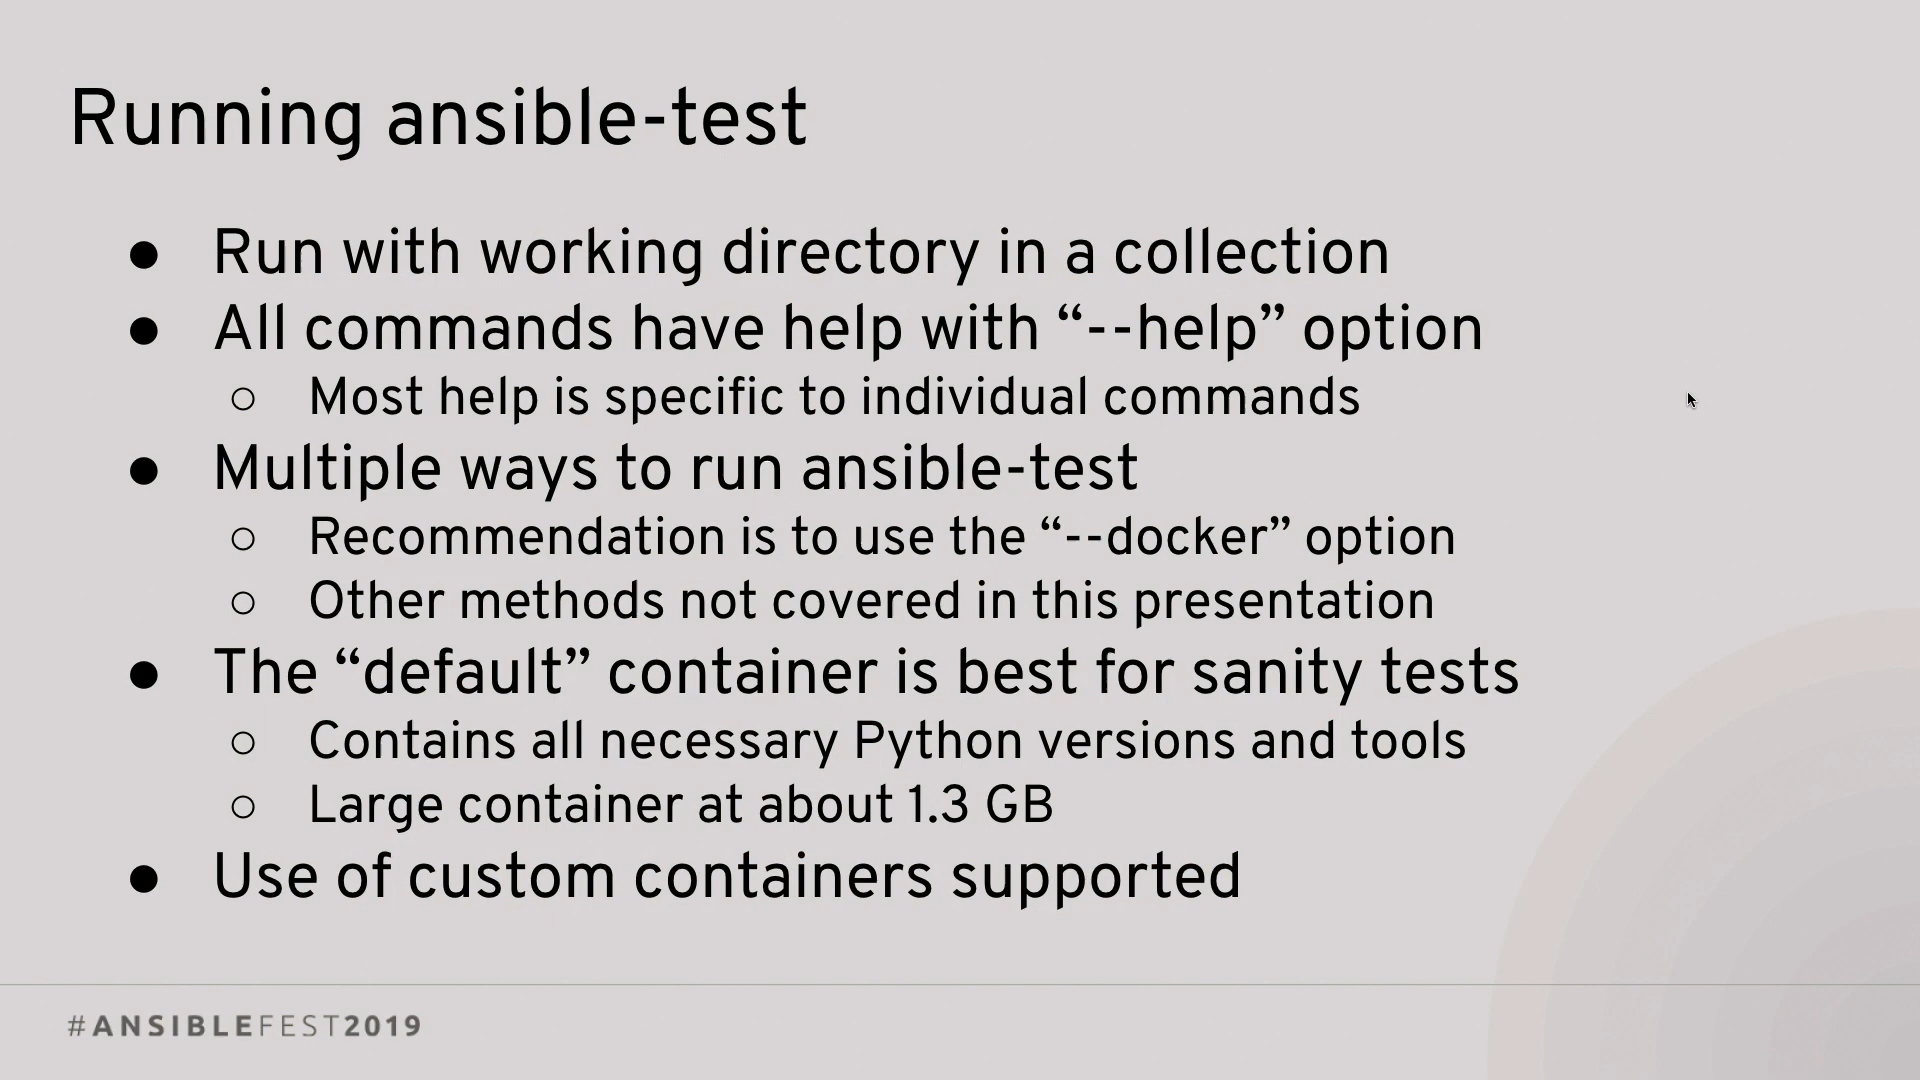 Running ansible-test
● Run with working directory in a collection
● All commands have help with “--help” option
○ Most help is specific to individual commands
● Multiple ways to run ansible-test
○ Recommendation is to use the “--docker” option
○ Other methods not covered in this presentation
● The “default” container is best for sanity tests
○ Contains all necessary Python versions and tools
○ Large container at about 1.3 GB
● Use of custom containers supported
#ANSIBLEFEST2019